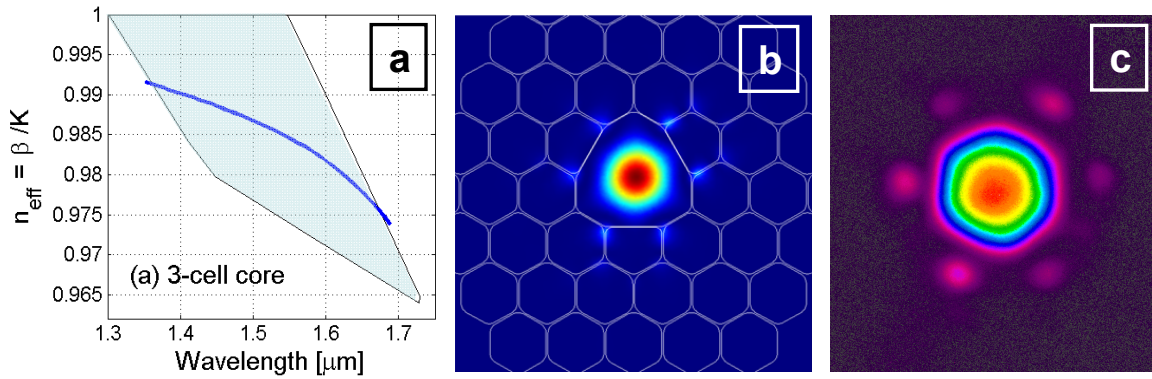 1
0.995
0.99
0.985
0.98
0.975
0.97
0.965
n_eff = β /K
(a) 3-cell core
1.3 1.4 1.5 1.6 1.7
Wavelength [μm]
a
b
c